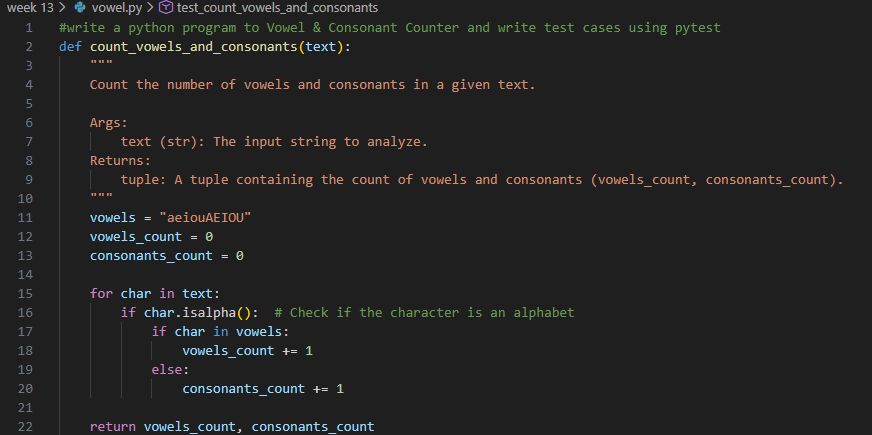 week 13 > vowel.py > test_count_vowels_and_consonants
1 #write a python program to Vowel & Consonant Counter and write test cases using pytest
2 def count_vowels_and_consonants(text):
3     """
4     Count the number of vowels and consonants in a given text.
5
6     Args:
7         text (str): The input string to analyze.
8     Returns:
9         tuple: A tuple containing the count of vowels and consonants (vowels_count, consonants_count).
10     """
11     vowels = "aeiouAEIOU"
12     vowels_count = 0
13     consonants_count = 0
14
15     for char in text:
16         if char.isalpha():  # Check if the character is an alphabet
17             if char in vowels:
18                 vowels_count += 1
19             else:
20                 consonants_count += 1
21
22     return vowels_count, consonants_count